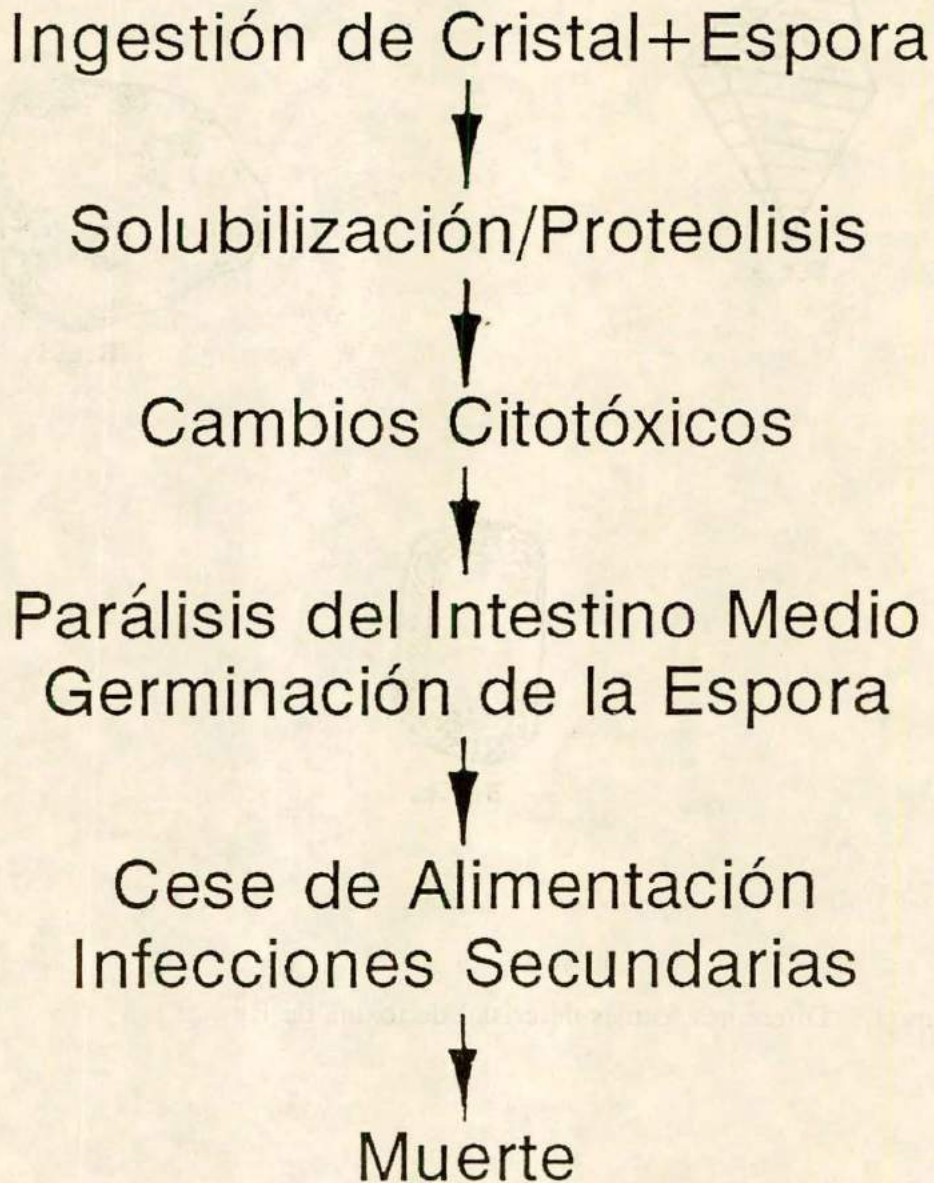 Ingestión de Cristal+Espora
Solubilización/Proteolisis
Cambios Citotóxicos
Parálisis del Intestino Medio
Germinación de la Espora
Cese de Alimentación
Infecciones Secundarias
Muerte